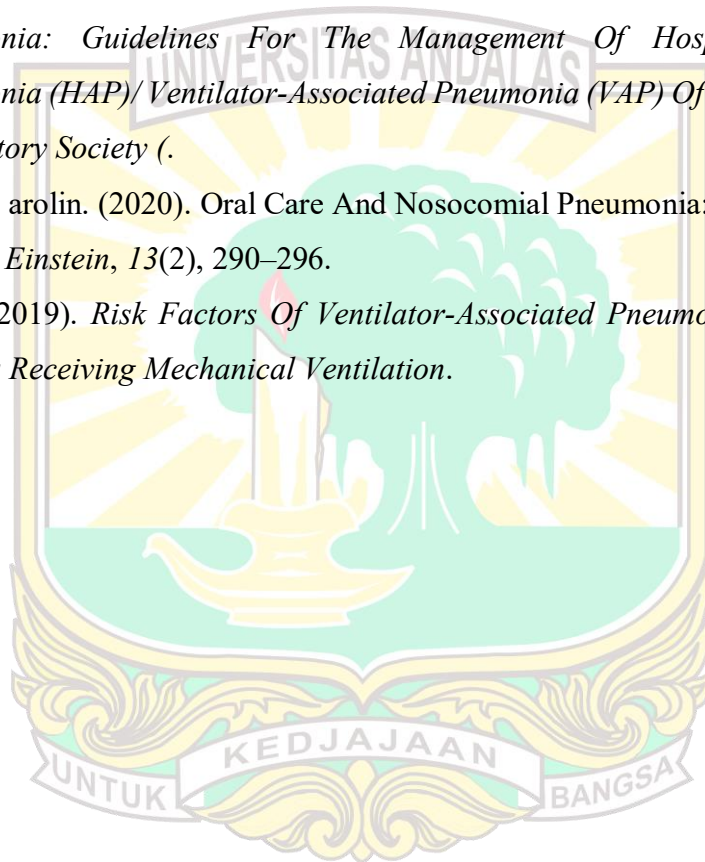 nia: Guidelines For The Management Of Hosp
nia (HAP)/ Ventilator-Associated Pneumonia (VAP) Of
tory Society (.
arolin. (2020). Oral Care And Nosocomial Pneumonia:
Einstein, 13(2), 290–296.
2019). Risk Factors Of Ventilator-Associated Pneumo
Receiving Mechanical Ventilation.
UNIVERSITAS ANDALAS
UNTUK KEDJAJAAN BANGSA